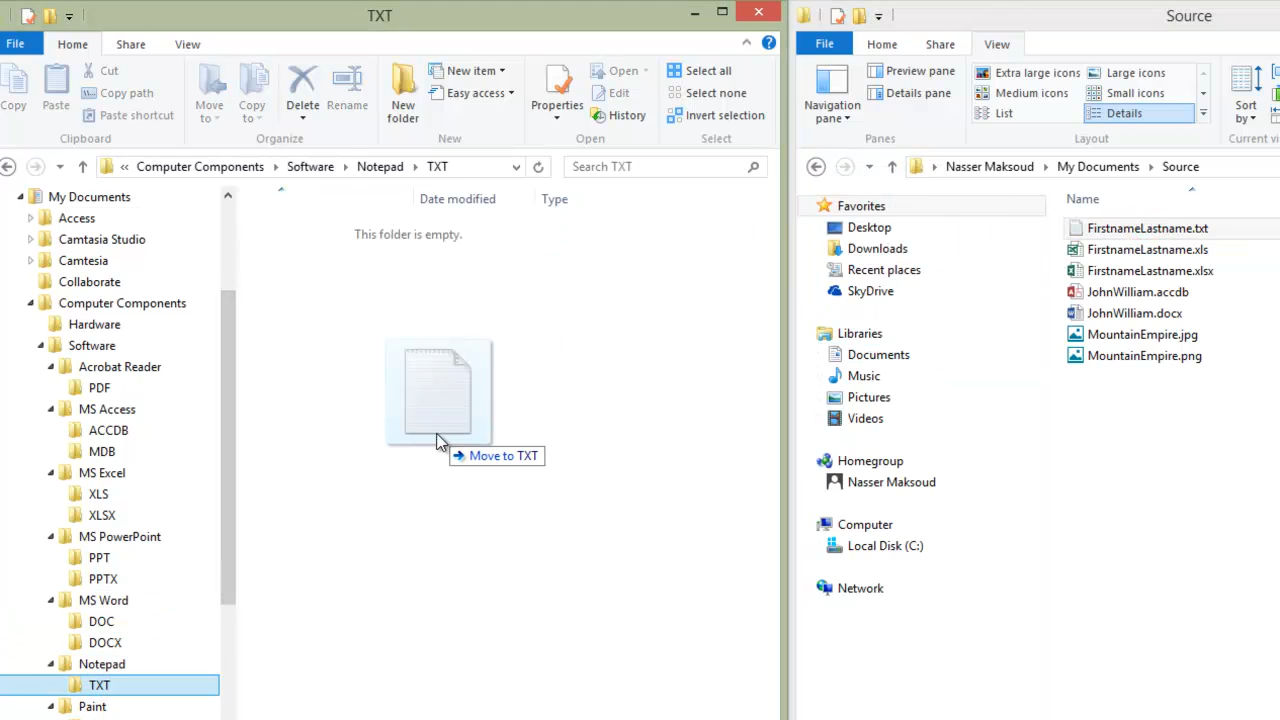 TXT
File Home Share View
Copy Paste Cut Copy path Paste shortcut
Move to Copy to Delete Rename
New folder New item Easy access
Properties Open Edit History
Select all Select none Invert selection
Clipboard Organize New Open Select
« Computer Components Software Notepad TXT
Search TXT
My Documents
Access
Camtasia Studio
Camtesia
Collaborate
Computer Components
Hardware
Software
Acrobat Reader
PDF
MS Access
ACCDB
MDB
MS Excel
XLS
XLSX
MS PowerPoint
PPT
PPTX
MS Word
DOC
DOCX
Notepad
TXT
Paint
Date modified Type
This folder is empty.
Move to TXT
Source
File Home Share View
Navigation pane Preview pane Details pane
Extra large icons Large icons
Medium icons Small icons
List Details
Sort by
Panes Layout Current vi
Nasser Maksoud My Documents Source
Favorites
Desktop
Downloads
Recent places
SkyDrive
Libraries
Documents
Music
Pictures
Videos
Homegroup
Nasser Maksoud
Computer
Local Disk (C:)
Network
Name
FirstnameLastname.txt
FirstnameLastname.xls
FirstnameLastname.xlsx
JohnWilliam.accdb
JohnWilliam.docx
MountainEmpire.jpg
MountainEmpire.png